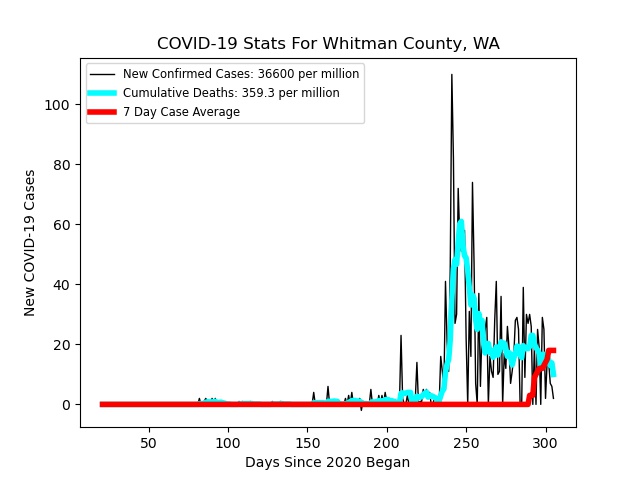 COVID-19 Stats For Whitman County, WA
New Confirmed Cases: 36600 per million
Cumulative Deaths: 359.3 per million
7 Day Case Average
New COVID-19 Cases
100
80
60
40
20
0
50 100 150 200 250 300
Days Since 2020 Began